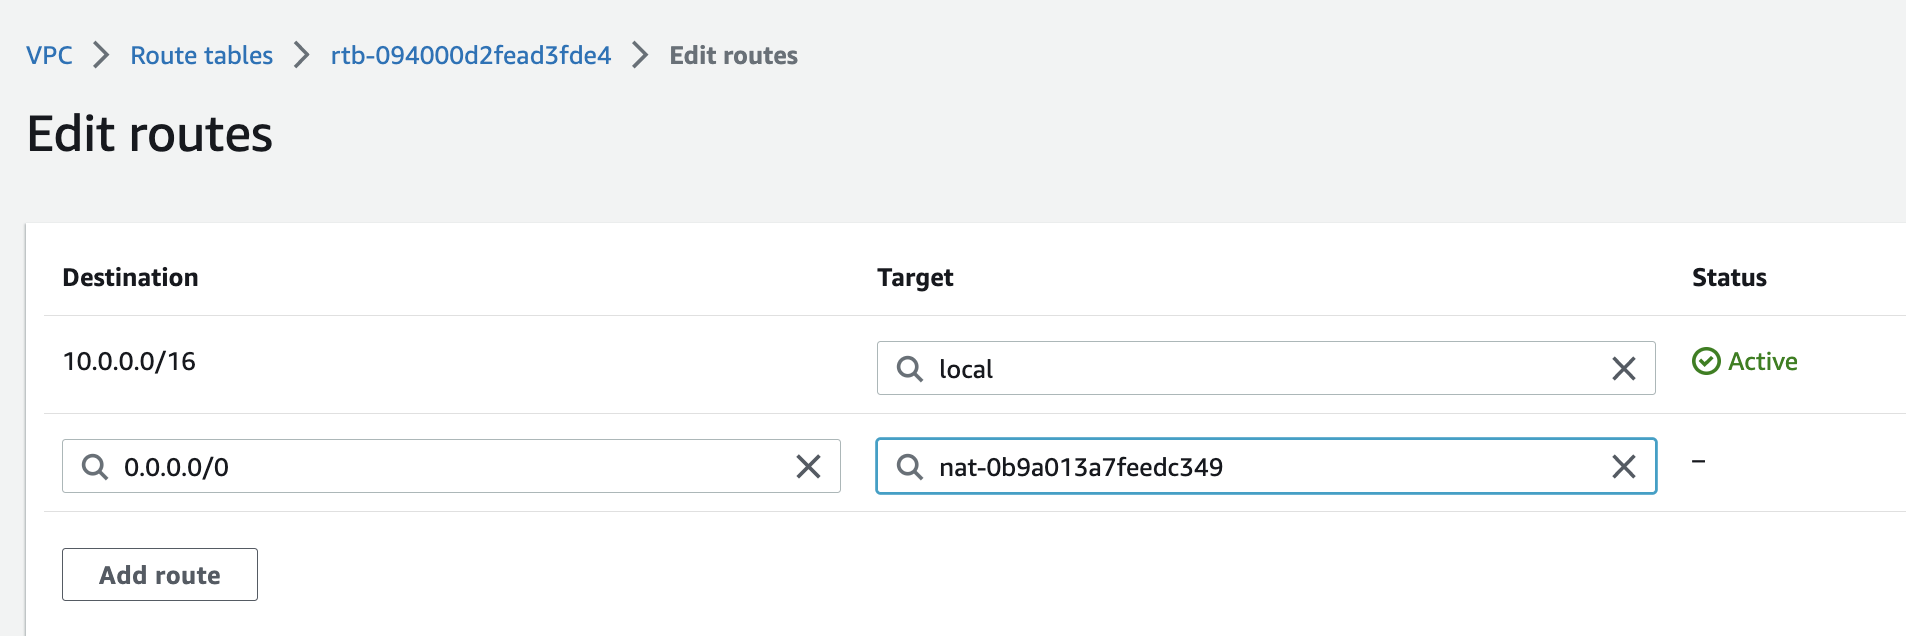 VPC > Route tables > rtb-094000d2fead3fde4 > Edit routes
Edit routes
Destination Target Status
10.0.0.0/16 local Active
0.0.0.0/0 nat-0b9a013a7feedc349 –
Add route